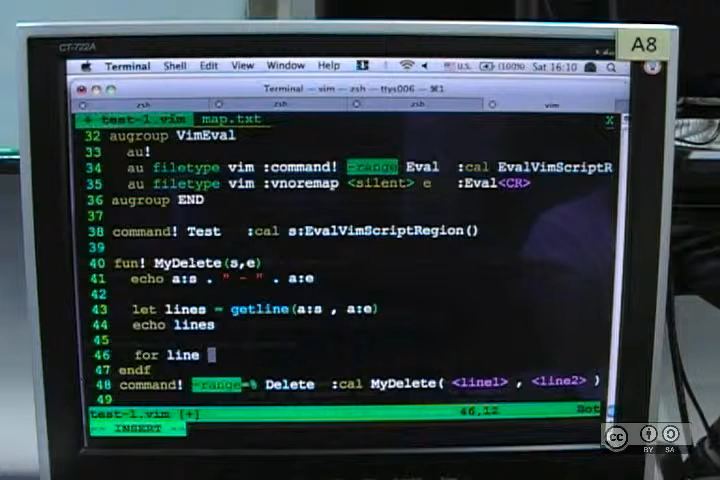 CT-722A
A8
Terminal Shell Edit View Window Help U.S. (100%) Sat 16:10
Terminal — vim — zsh — ttys006 — ⌘1
zsh zsh zsh vim
+ test-1.vim map.txt X
32 augroup VimEval
33 au!
34 au filetype vim :command! -range Eval :cal EvalVimScriptR
35 au filetype vim :vnoremap <silent> e :Eval<CR>
36 augroup END
37
38 command! Test :cal s:EvalVimScriptRegion()
39
40 fun! MyDelete(s,e)
41 echo a:s . " - " . a:e
42
43 let lines = getline(a:s , a:e)
44 echo lines
45
46 for line
47 endf
48 command! -range=% Delete :cal MyDelete( <line1> , <line2> )
49
test-1.vim [+] 46,12 Bot
-- INSERT --
cc BY SA